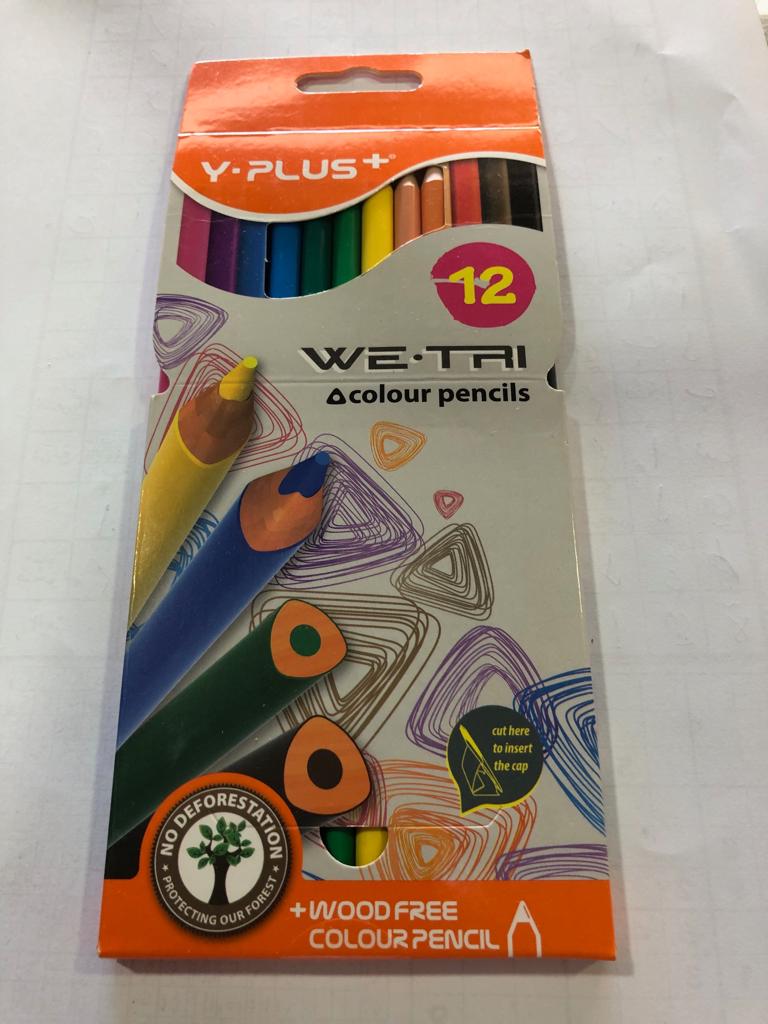 Y·PLUS+
12
WE·TRI
colour pencils
cut here
to insert
the cap
NO DEFORESTATION
PROTECTING OUR FOREST
+WOOD FREE
COLOUR PENCIL